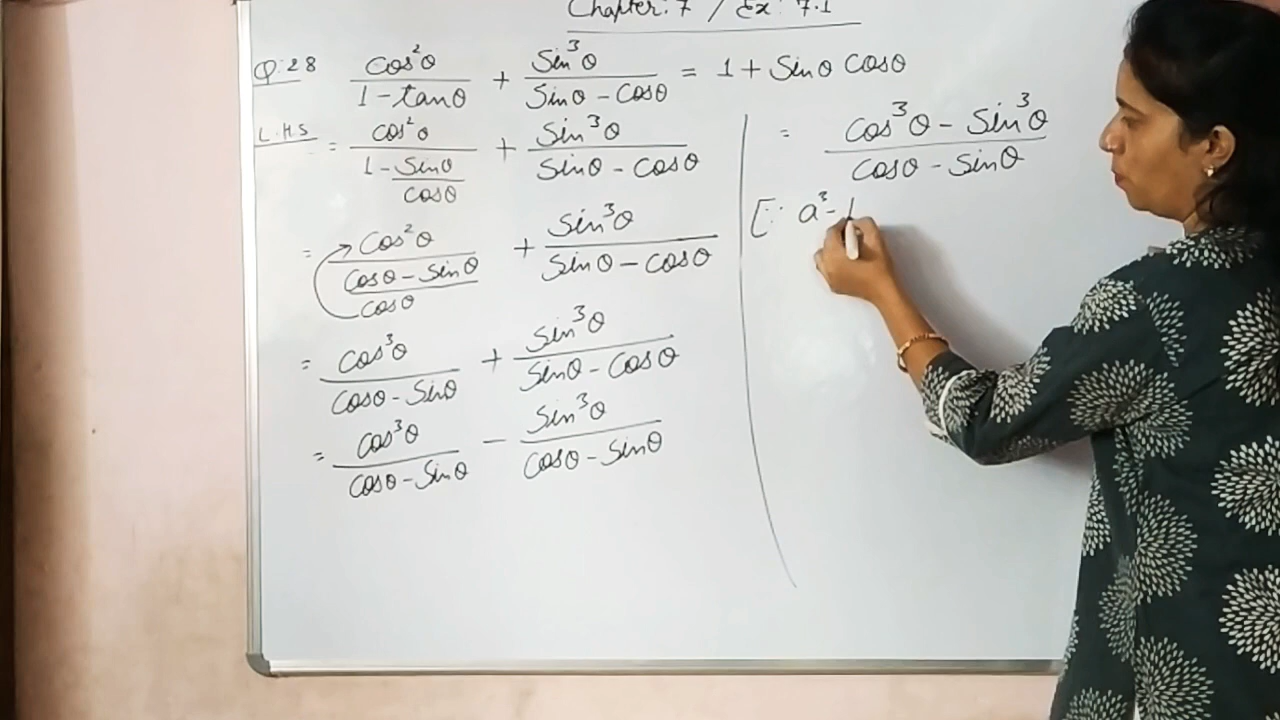 Chapter: 7 / Ex: 7.1
Q.28 cos²θ / (1 - tanθ) + Sin³θ / (Sinθ - Cosθ) = 1 + Sinθ Cosθ
L.H.S = cos²θ / (1 - Sinθ / Cosθ) + Sin³θ / (Sinθ - Cosθ)
= Cos²θ / ((Cosθ - Sinθ) / Cosθ) + Sin³θ / (Sinθ - Cosθ)
= Cos³θ / (Cosθ - Sinθ) + Sin³θ / (Sinθ - Cosθ)
= Cos³θ / (Cosθ - Sinθ) - Sin³θ / (Cosθ - Sinθ)
= Cos³θ - Sin³θ / (Cosθ - Sinθ)
[∵ a³ -